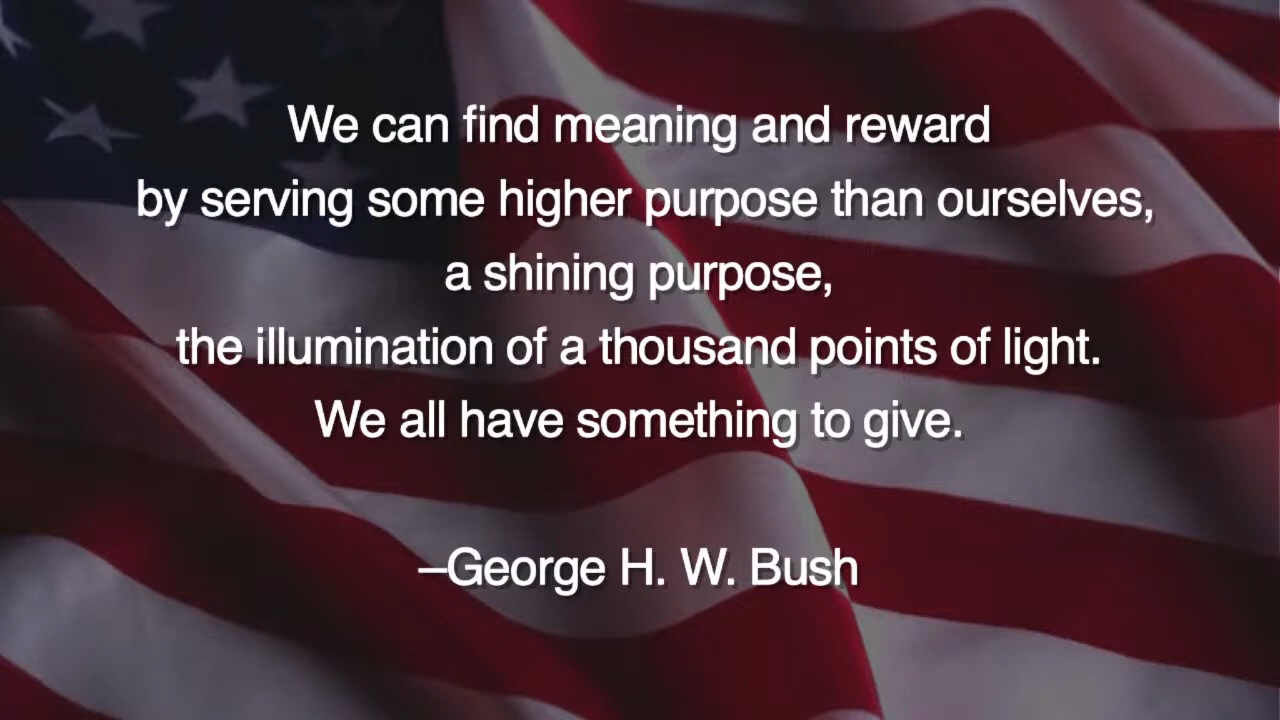 We can find meaning and reward
by serving some higher purpose than ourselves,
a shining purpose,
the illumination of a thousand points of light.
We all have something to give.
–George H. W. Bush